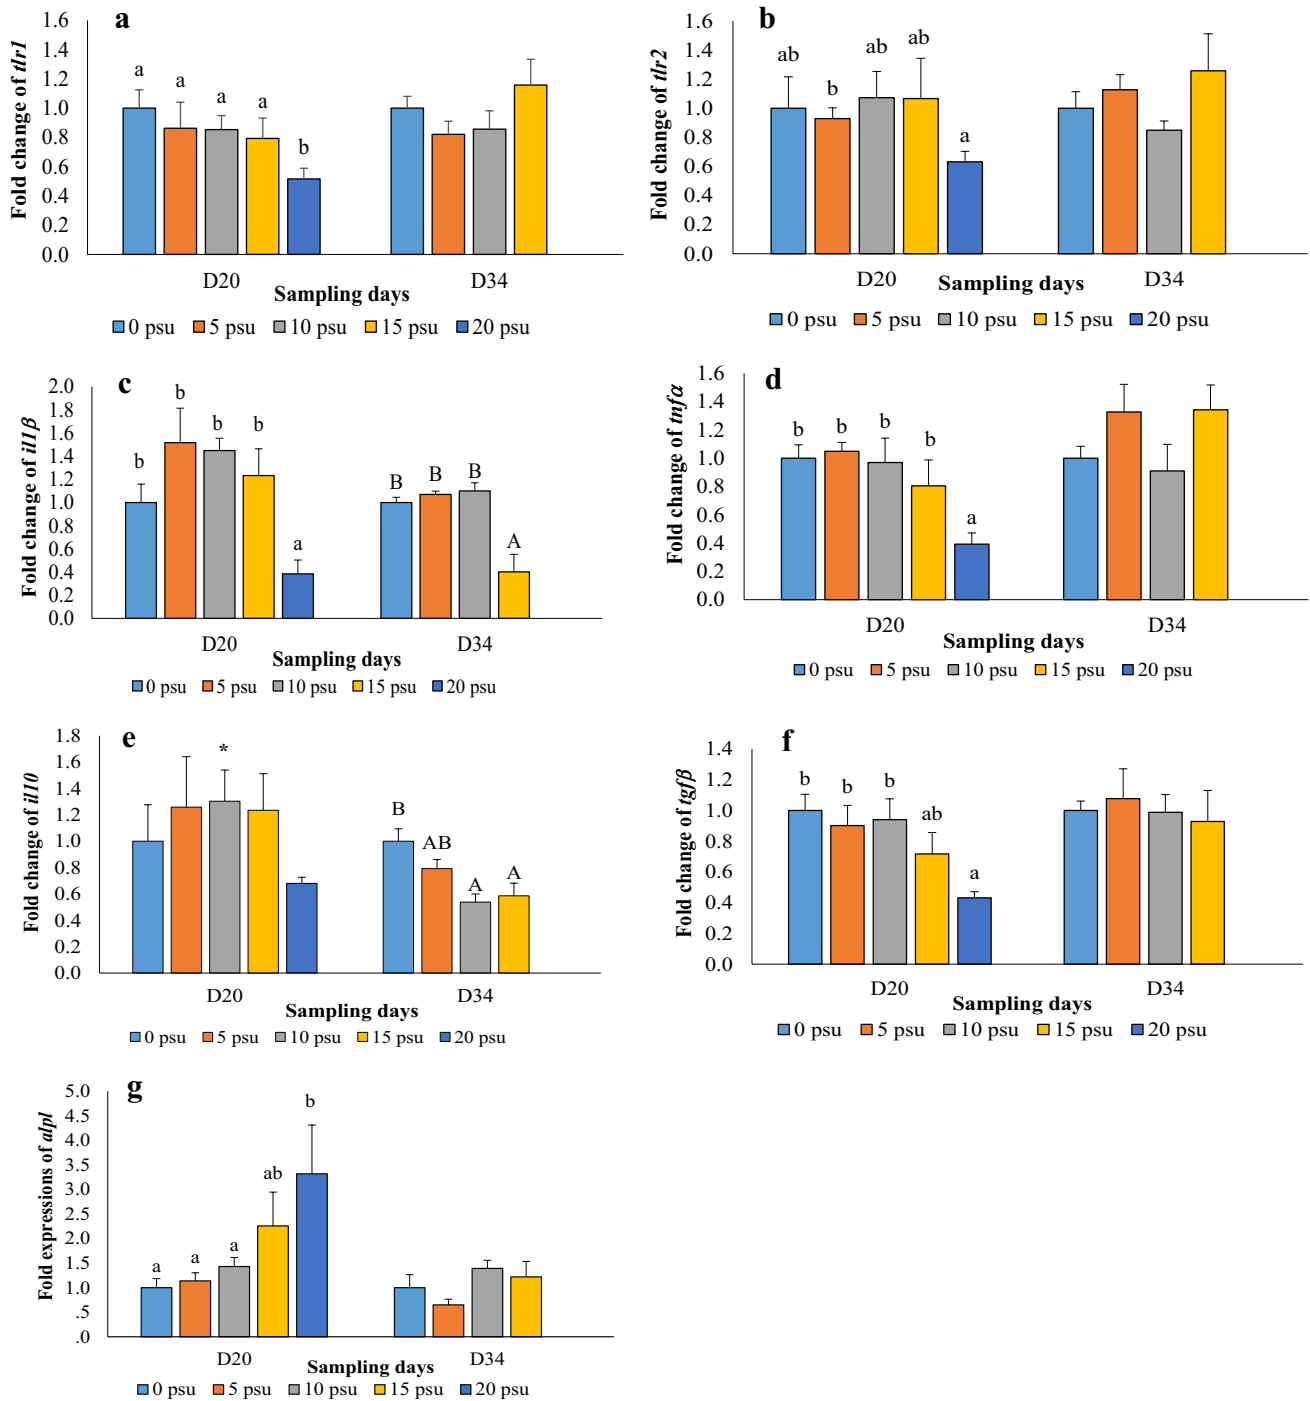 a
Fold change of tlr1
1.6
1.4
1.2
1.0
0.8
0.6
0.4
0.2
0.0
a a a a b
D20 D34
Sampling days
0 psu 5 psu 10 psu 15 psu 20 psu
b
Fold change of tlr2
1.6
1.4
1.2
1.0
0.8
0.6
0.4
0.2
0.0
ab b ab ab a
D20 D34
Sampling days
0 psu 5 psu 10 psu 15 psu 20 psu
c
Fold change of il1β
2.0
1.8
1.6
1.4
1.2
1.0
0.8
0.6
0.4
0.2
0.0
b b b b a B B B A
D20 D34
Sampling days
0 psu 5 psu 10 psu 15 psu 20 psu
d
Fold change of tnfα
1.6
1.4
1.2
1.0
0.8
0.6
0.4
0.2
0.0
b b b b a
D20 D34
Sampling days
0 psu 5 psu 10 psu 15 psu 20 psu
e
Fold change of il10
1.8
1.6
1.4
1.2
1.0
0.8
0.6
0.4
0.2
0.0
* B AB A A
D20 D34
Sampling days
0 psu 5 psu 10 psu 15 psu 20 psu
f
Fold change of tgfβ
1.4
1.2
1.0
0.8
0.6
0.4
0.2
0.0
b b b ab a
D20 D34
Sampling days
0 psu 5 psu 10 psu 15 psu 20 psu
g
Fold expressions of alpl
5.0
4.5
4.0
3.5
3.0
2.5
2.0
1.5
1.0
.5
.0
a a a ab b
D20 D34
Sampling days
0 psu 5 psu 10 psu 15 psu 20 psu